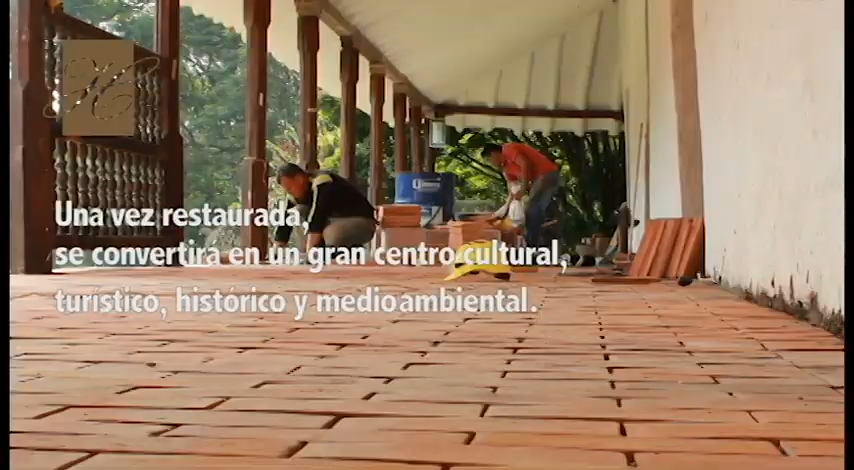 Una vez restaurada,
se convertirá en un gran centro cultural,
turístico, histórico y medioambiental.